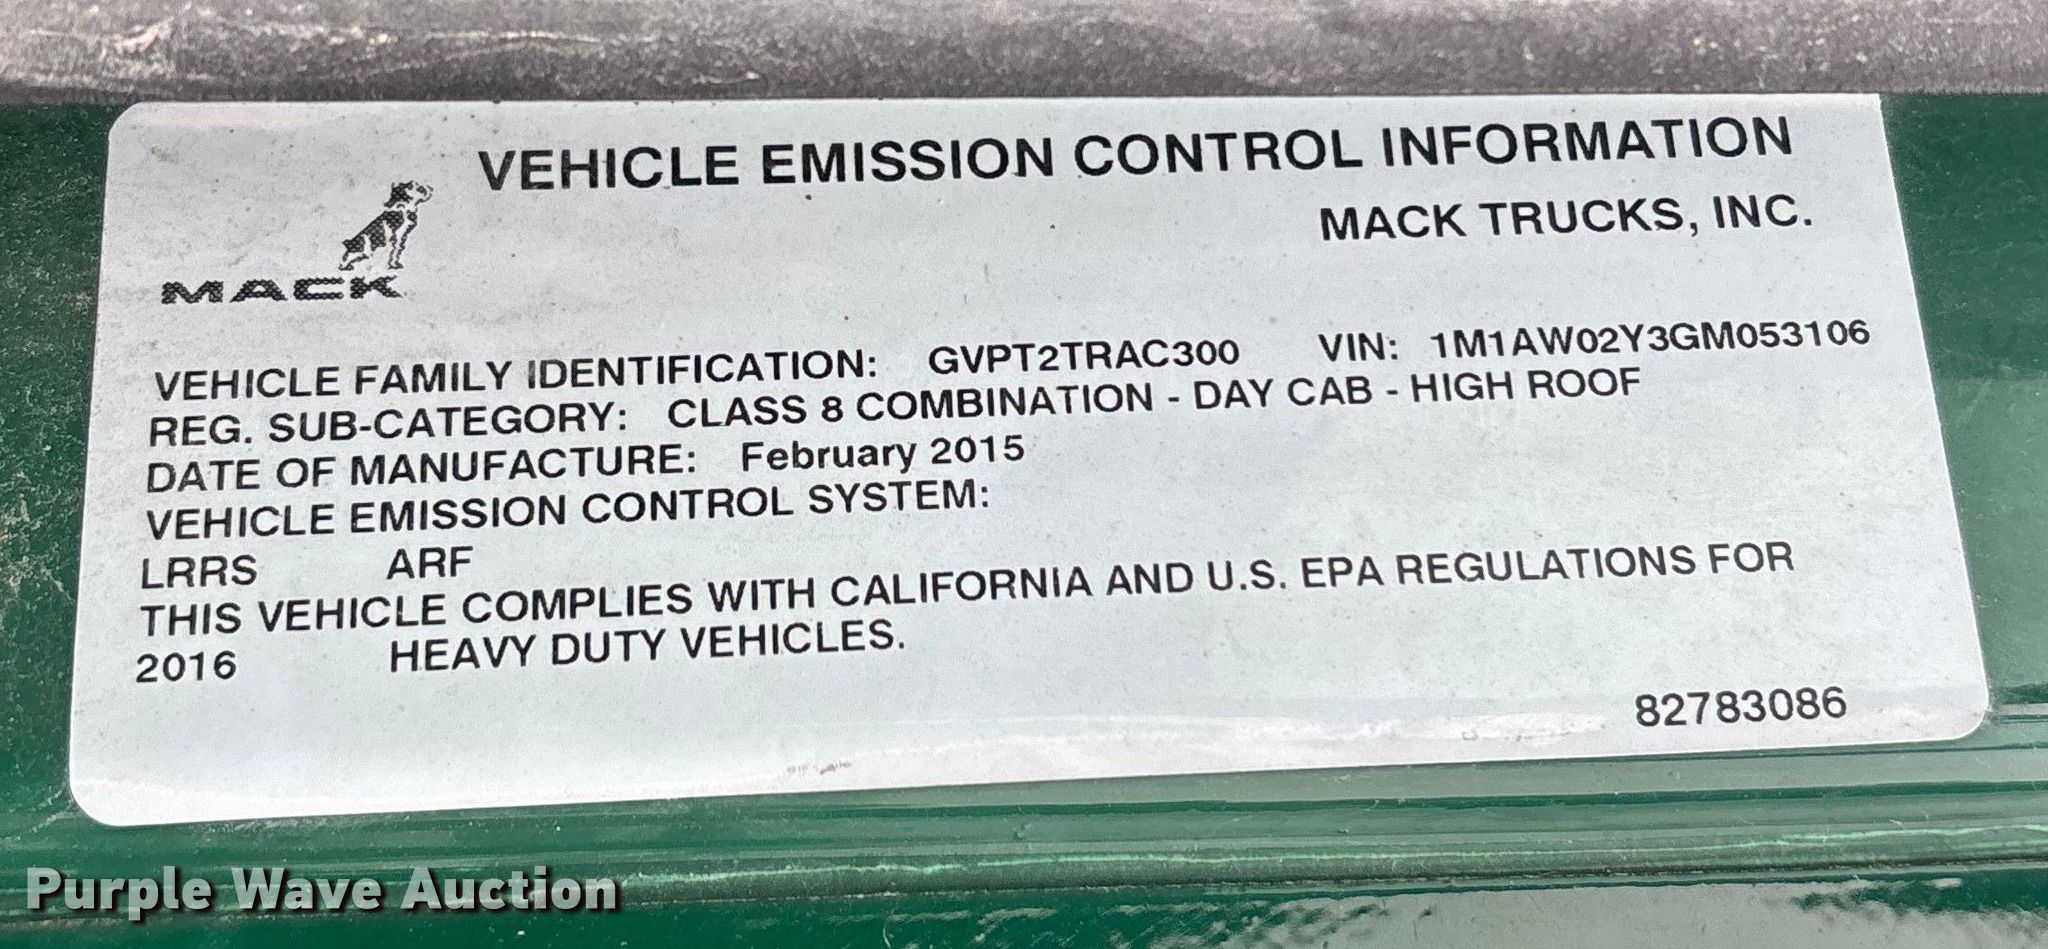 VEHICLE EMISSION CONTROL INFORMATION
MACK TRUCKS, INC.
MACK
VEHICLE FAMILY IDENTIFICATION: GVPT2TRAC300 VIN: 1M1AW02Y3GM053106
REG. SUB-CATEGORY: CLASS 8 COMBINATION - DAY CAB - HIGH ROOF
DATE OF MANUFACTURE: February 2015
VEHICLE EMISSION CONTROL SYSTEM:
LRRS ARF
THIS VEHICLE COMPLIES WITH CALIFORNIA AND U.S. EPA REGULATIONS FOR
2016 HEAVY DUTY VEHICLES.
82783086
Purple Wave Auction